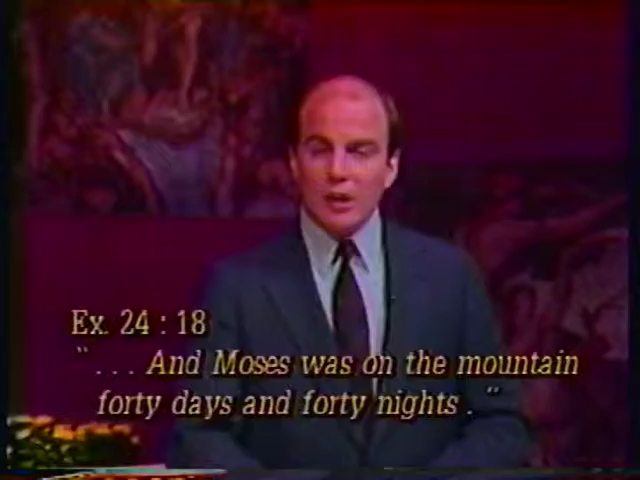 Ex. 24 : 18
" . . . And Moses was on the mountain
forty days and forty nights . "